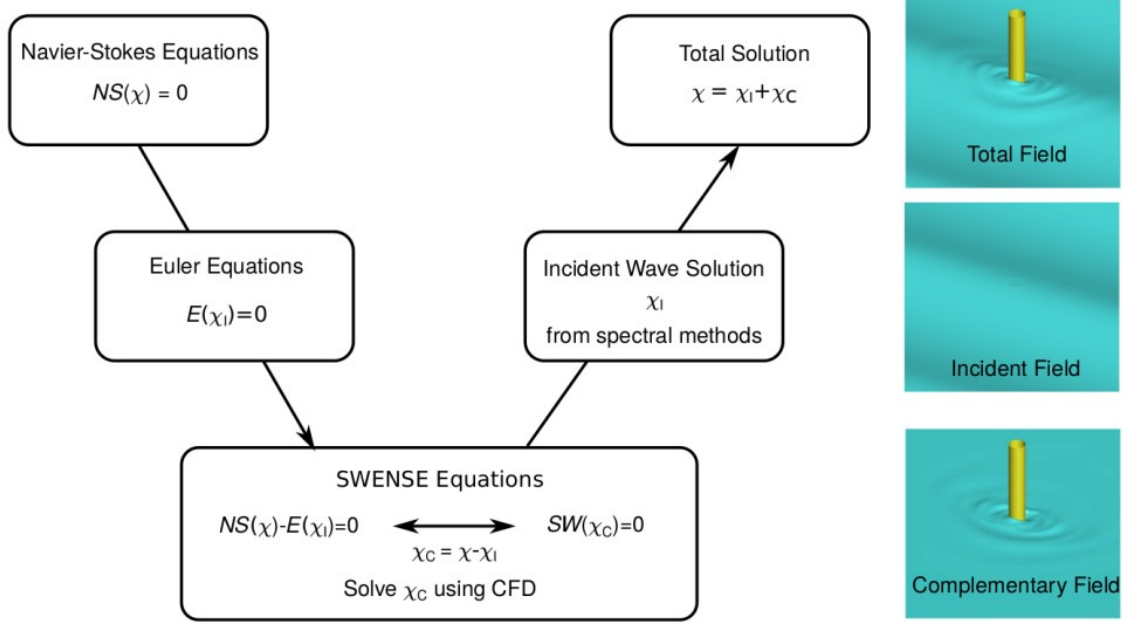 Navier-Stokes Equations
NS(χ) = 0
Total Solution
χ = χI+χC
Total Field
Euler Equations
E(χI)=0
Incident Wave Solution
χI
from spectral methods
Incident Field
SWENSE Equations
NS(χ)-E(χI)=0
SW(χC)=0
χC = χ-χI
Solve χC using CFD
Complementary Field